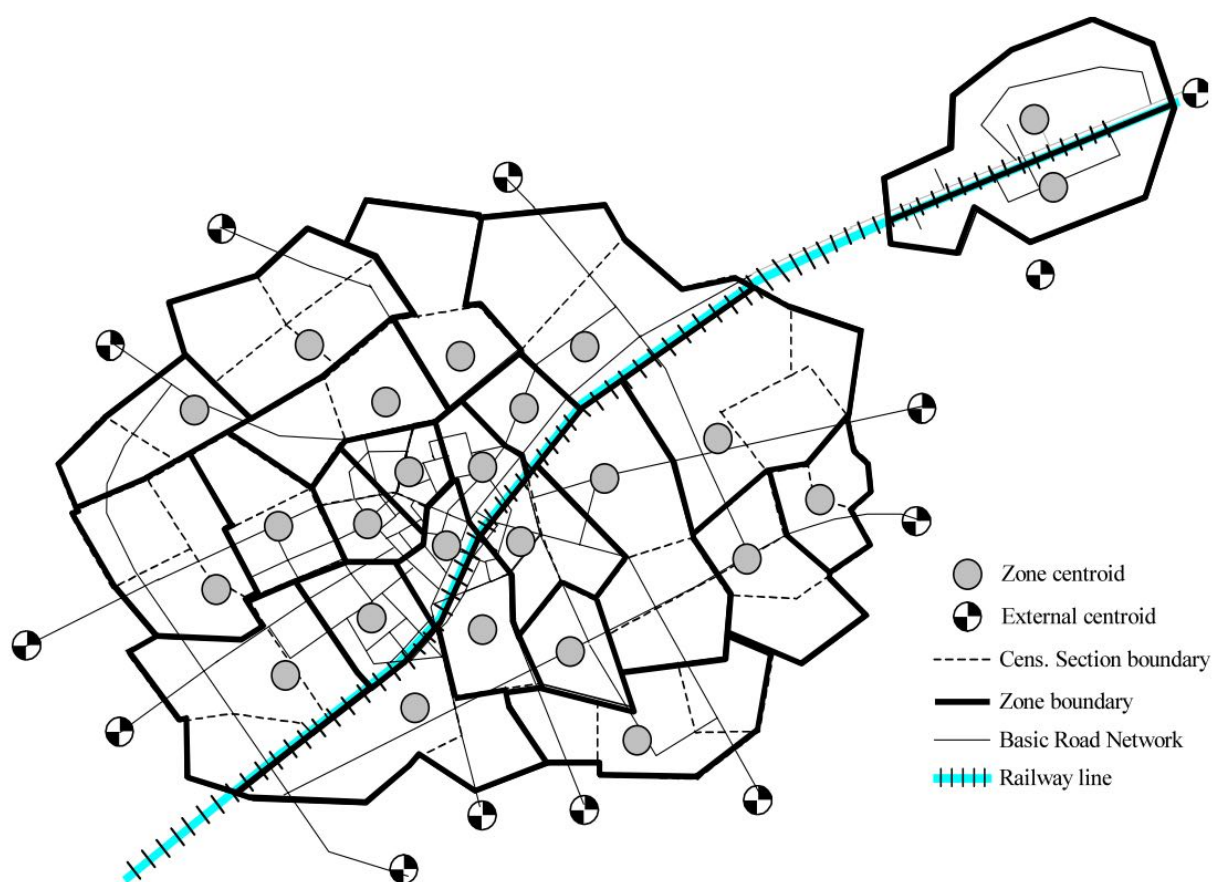 Zone centroid
External centroid
Cens. Section boundary
Zone boundary
Basic Road Network
Railway line